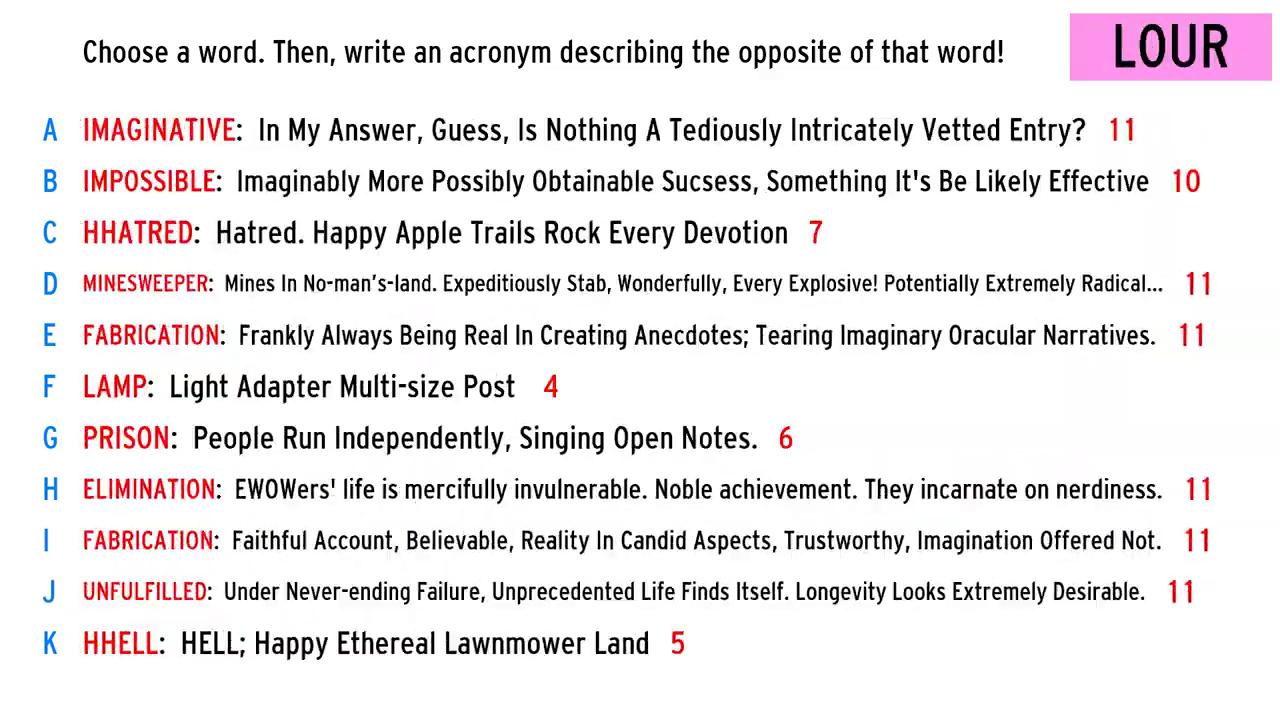 Choose a word. Then, write an acronym describing the opposite of that word!
LOUR
A IMAGINATIVE: In My Answer, Guess, Is Nothing A Tediously Intricately Vetted Entry? 11
B IMPOSSIBLE: Imaginably More Possibly Obtainable Sucsess, Something It's Be Likely Effective 10
C HHATRED: Hatred. Happy Apple Trails Rock Every Devotion 7
D MINESWEEPER: Mines In No-man's-land. Expeditiously Stab, Wonderfully, Every Explosive! Potentially Extremely Radical... 11
E FABRICATION: Frankly Always Being Real In Creating Anecdotes; Tearing Imaginary Oracular Narratives. 11
F LAMP: Light Adapter Multi-size Post 4
G PRISON: People Run Independently, Singing Open Notes. 6
H ELIMINATION: EWOWers' life is mercifully invulnerable. Noble achievement. They incarnate on nerdiness. 11
I FABRICATION: Faithful Account, Believable, Reality In Candid Aspects, Trustworthy, Imagination Offered Not. 11
J UNFULFILLED: Under Never-ending Failure, Unprecedented Life Finds Itself. Longevity Looks Extremely Desirable. 11
K HHELL: HELL; Happy Ethereal Lawnmower Land 5